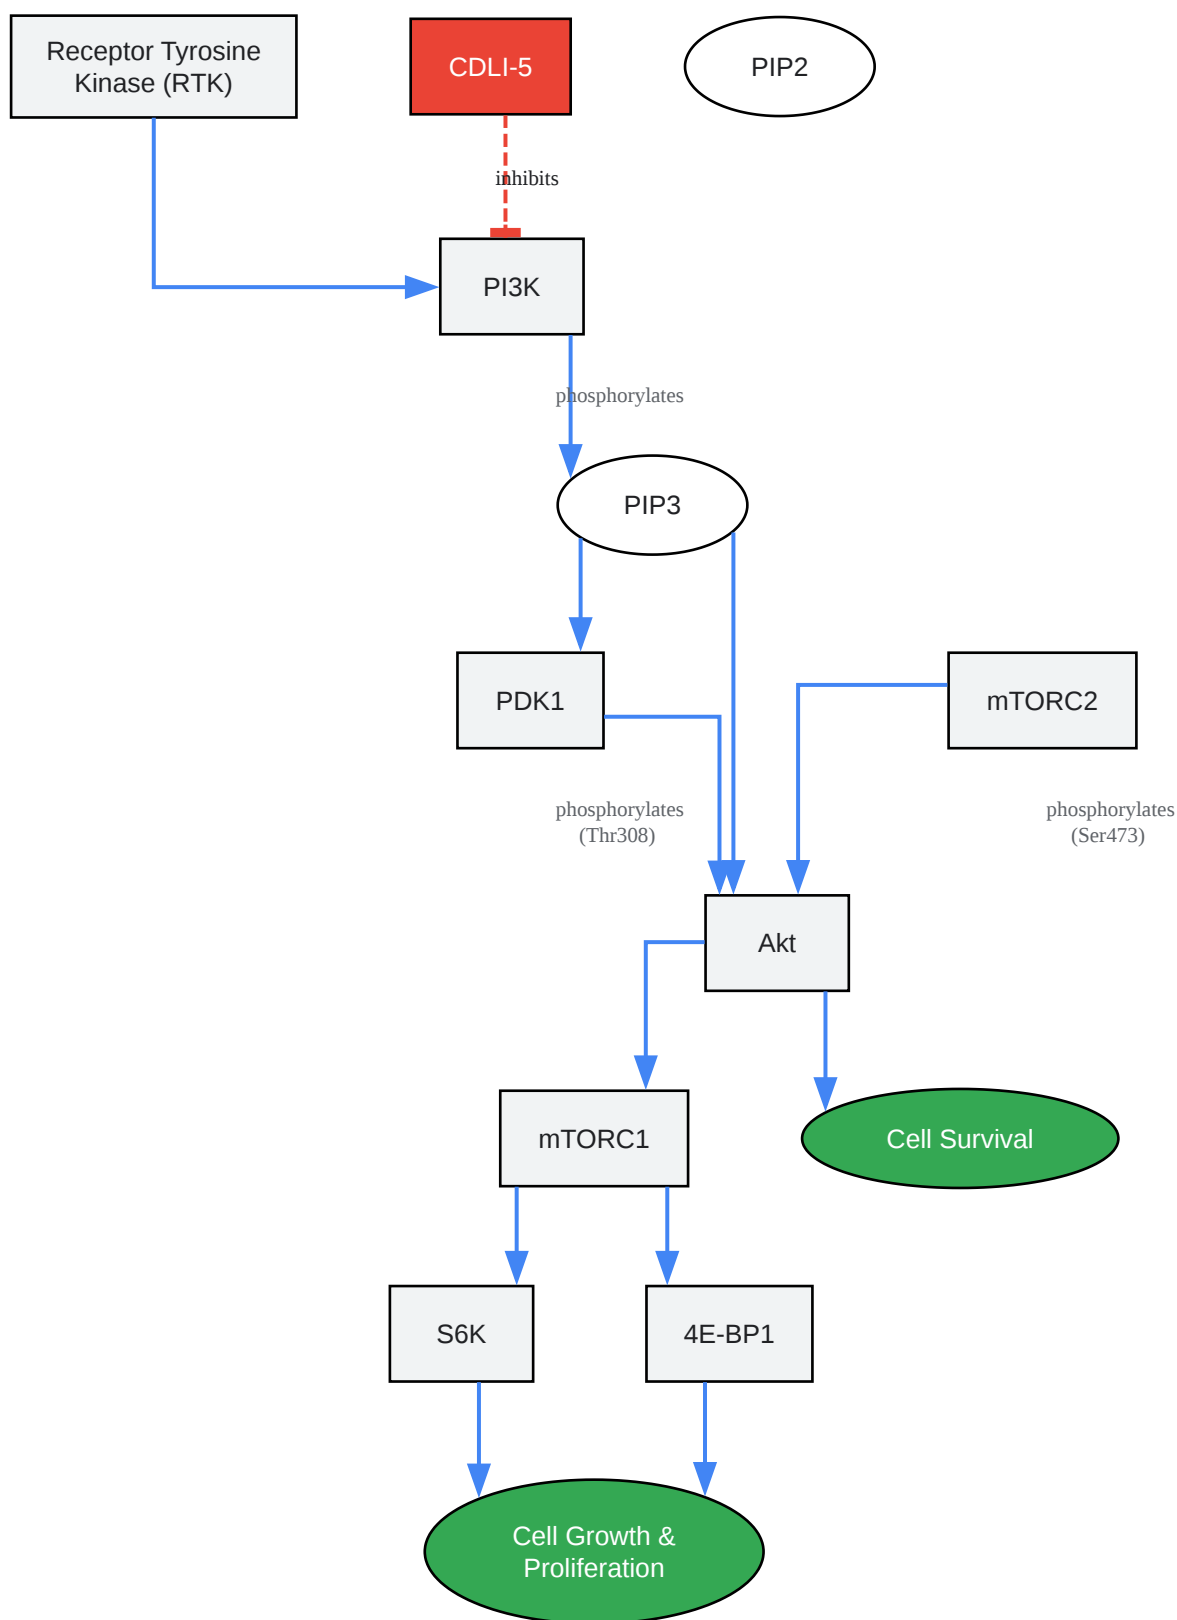 Receptor Tyrosine
Kinase (RTK)
CDLI-5
PIP2
inhibits
PI3K
phosphorylates
PIP3
PDK1
mTORC2
phosphorylates
(Thr308)
phosphorylates
(Ser473)
Akt
mTORC1
Cell Survival
S6K
4E-BP1
Cell Growth &
Proliferation